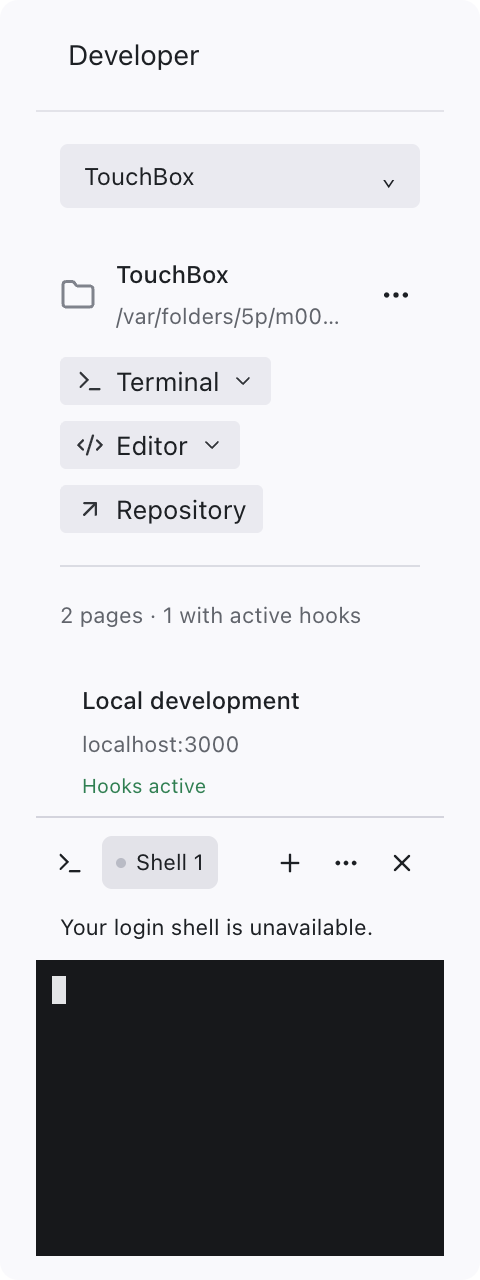 Developer
TouchBox
TouchBox
/var/folders/5p/m00...
Terminal
Editor
Repository
2 pages · 1 with active hooks
Local development
localhost:3000
Hooks active
Shell 1
Your login shell is unavailable.